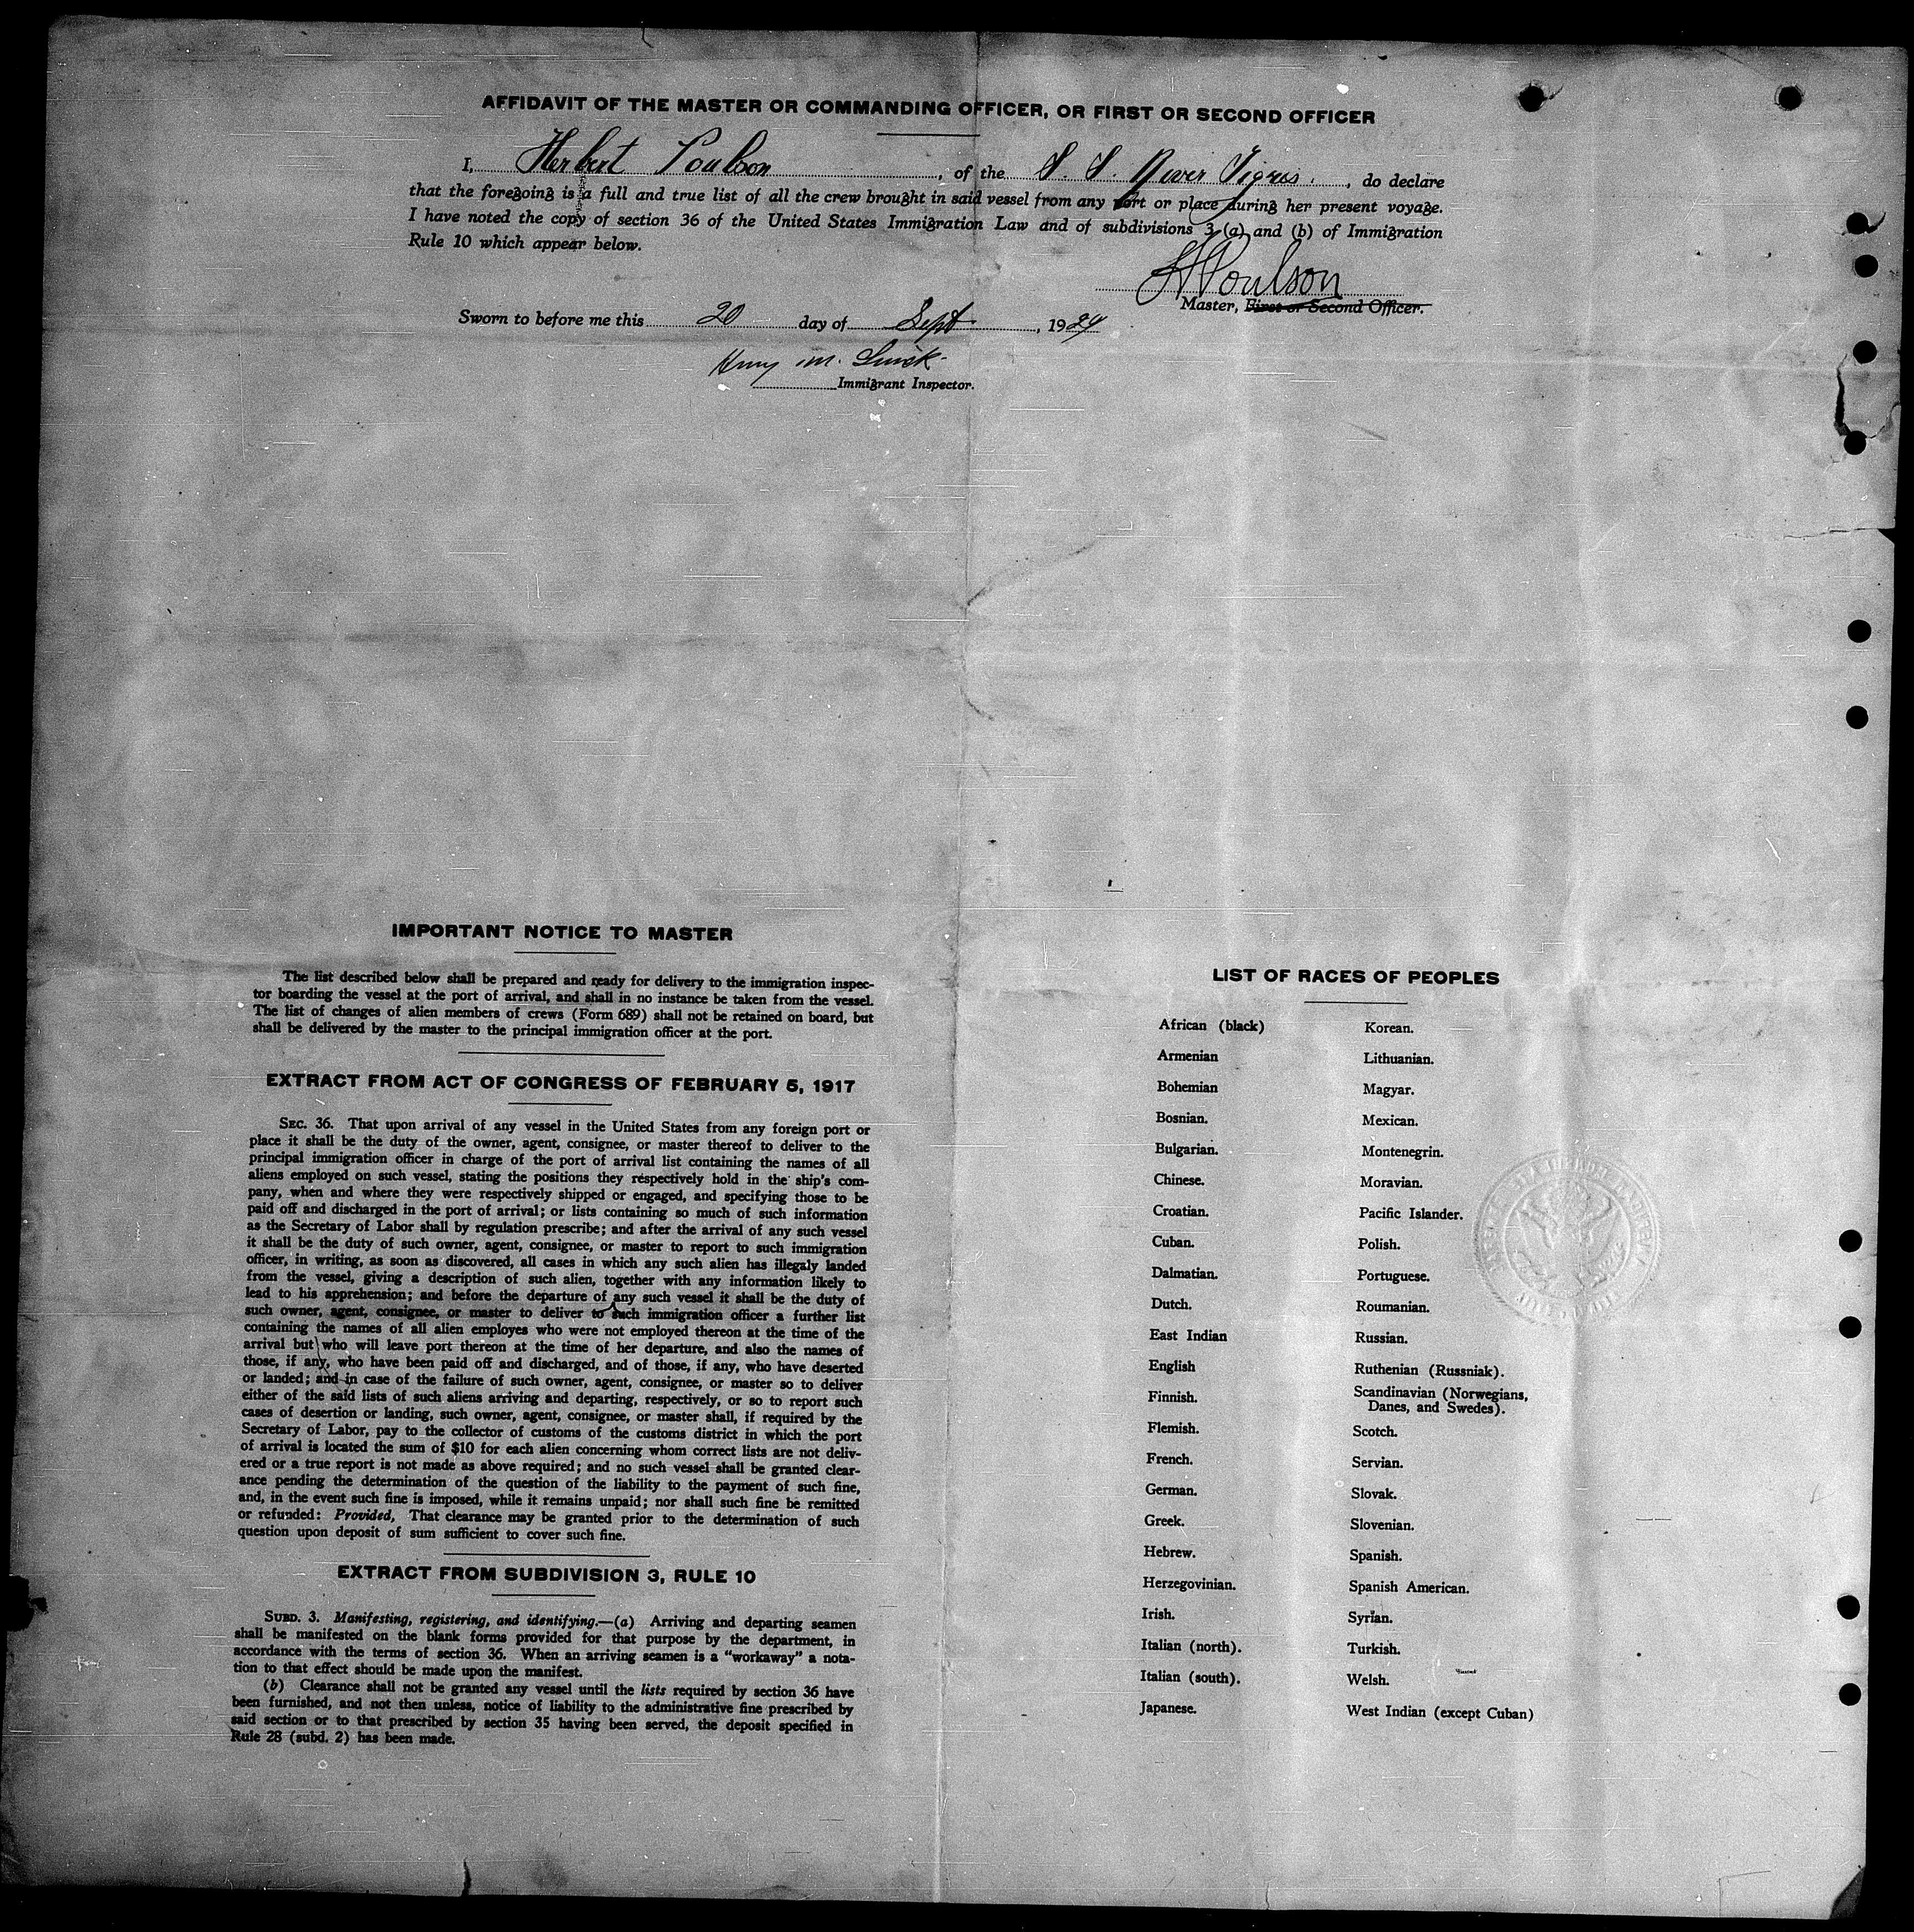 AFFIDAVIT OF THE MASTER OR COMMANDING OFFICER, OR FIRST OR SECOND OFFICER
I, Herbert Poulson, of the S. S. River Tigris, do declare
that the foregoing is a full and true list of all the crew brought in said vessel from any port or place during her present voyage.
I have noted the copy of section 36 of the United States Immigration Law and of subdivisions 3 (a) and (b) of Immigration
Rule 10 which appear below.
H Poulson
Master, First or Second Officer.
Sworn to before me this 20 day of Sept, 1924
Henry M.
Immigrant Inspector.
IMPORTANT NOTICE TO MASTER
The list described below shall be prepared and ready for delivery to the immigration inspec-
tor boarding the vessel at the port of arrival, and shall in no instance be taken from the vessel.
The list of changes of alien members of crews (Form 689) shall not be retained on board, but
shall be delivered by the master to the principal immigration officer at the port.
EXTRACT FROM ACT OF CONGRESS OF FEBRUARY 5, 1917
SEC. 36. That upon arrival of any vessel in the United States from any foreign port or
place it shall be the duty of the owner, agent, consignee, or master thereof to deliver to the
principal immigration officer in charge of the port of arrival list containing the names of all
aliens employed on such vessel, stating the positions they respectively hold in the ship's com-
pany, when and where they were respectively shipped or engaged, and specifying those to be
paid off and discharged in the port of arrival; or lists containing so much of such information
as the Secretary of Labor shall by regulation prescribe; and after the arrival of any such vessel
it shall be the duty of such owner, agent, consignee, or master to report to such immigration
officer, in writing, as soon as discovered, all cases in which any such alien has illegaly landed
from the vessel, giving a description of such alien, together with any information likely to
lead to his apprehension; and before the departure of any such vessel it shall be the duty of
such owner, agent, consignee, or master to deliver to such immigration officer a further list
containing the names of all alien employes who were not employed thereon at the time of the
arrival but who will leave port thereon at the time of her departure, and also the names of
those, if any, who have been paid off and discharged, and of those, if any, who have deserted
or landed; and in case of the failure of such owner, agent, consignee, or master so to deliver
either of the said lists of such aliens arriving and departing, respectively, or so to report such
cases of desertion or landing, such owner, agent, consignee, or master shall, if required by the
Secretary of Labor, pay to the collector of customs of the customs district in which the port
of arrival is located the sum of $10 for each alien concerning whom correct lists are not deliv-
ered or a true report is not made as above required; and no such vessel shall be granted clear-
ance pending the determination of the question of the liability to the payment of such fine,
and, in the event such fine is imposed, while it remains unpaid; nor shall such fine be remitted
or refunded: Provided, That clearance may be granted prior to the determination of such
question upon deposit of sum sufficient to cover such fine.
EXTRACT FROM SUBDIVISION 3, RULE 10
SUBD. 3. Manifesting, registering, and identifying.—(a) Arriving and departing seamen
shall be manifested on the blank forms provided for that purpose by the department, in
accordance with the terms of section 36. When an arriving seamen is a "workaway" a nota-
tion to that effect should be made upon the manifest.
(b) Clearance shall not be granted any vessel until the lists required by section 36 have
been furnished, and not then unless, notice of liability to the administrative fine prescribed by
said section or to that prescribed by section 35 having been served, the deposit specified in
Rule 28 (subd. 2) has been made.
LIST OF RACES OF PEOPLES
African (black)
Armenian
Bohemian
Bosnian.
Bulgarian.
Chinese.
Croatian.
Cuban.
Dalmatian.
Dutch.
East Indian
English
Finnish.
Flemish.
French.
German.
Greek.
Hebrew.
Herzegovinian.
Irish.
Italian (north).
Italian (south).
Japanese.
Korean.
Lithuanian.
Magyar.
Mexican.
Montenegrin.
Moravian.
Pacific Islander.
Polish.
Portuguese.
Roumanian.
Russian.
Ruthenian (Russniak).
Scandinavian (Norwegians,
Danes, and Swedes).
Scotch.
Servian.
Slovak.
Slovenian.
Spanish.
Spanish American.
Syrian.
Turkish.
Welsh.
West Indian (except Cuban)